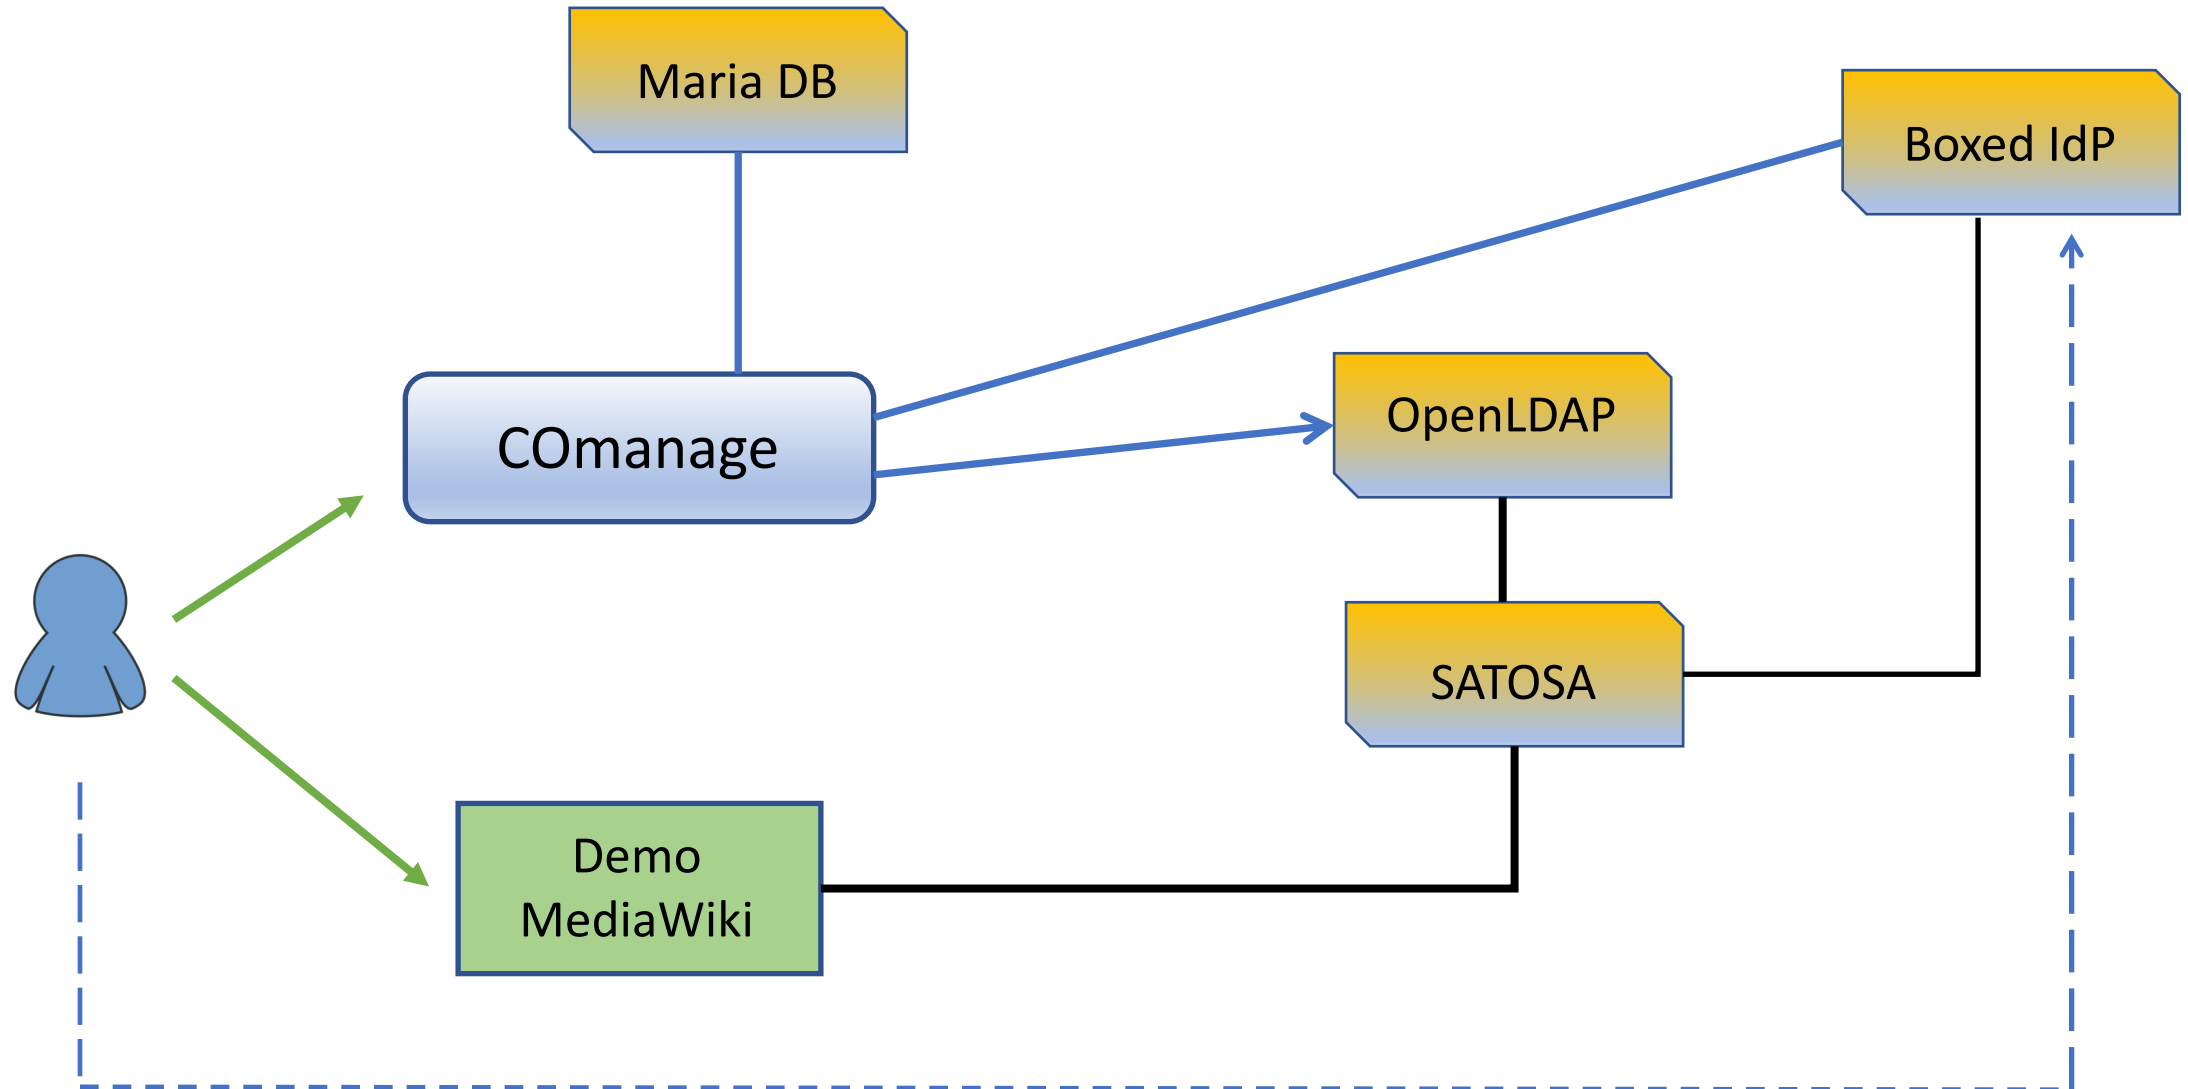 Maria DB
Boxed IdP
OpenLDAP
COmanage
SATOSA
Demo
MediaWiki